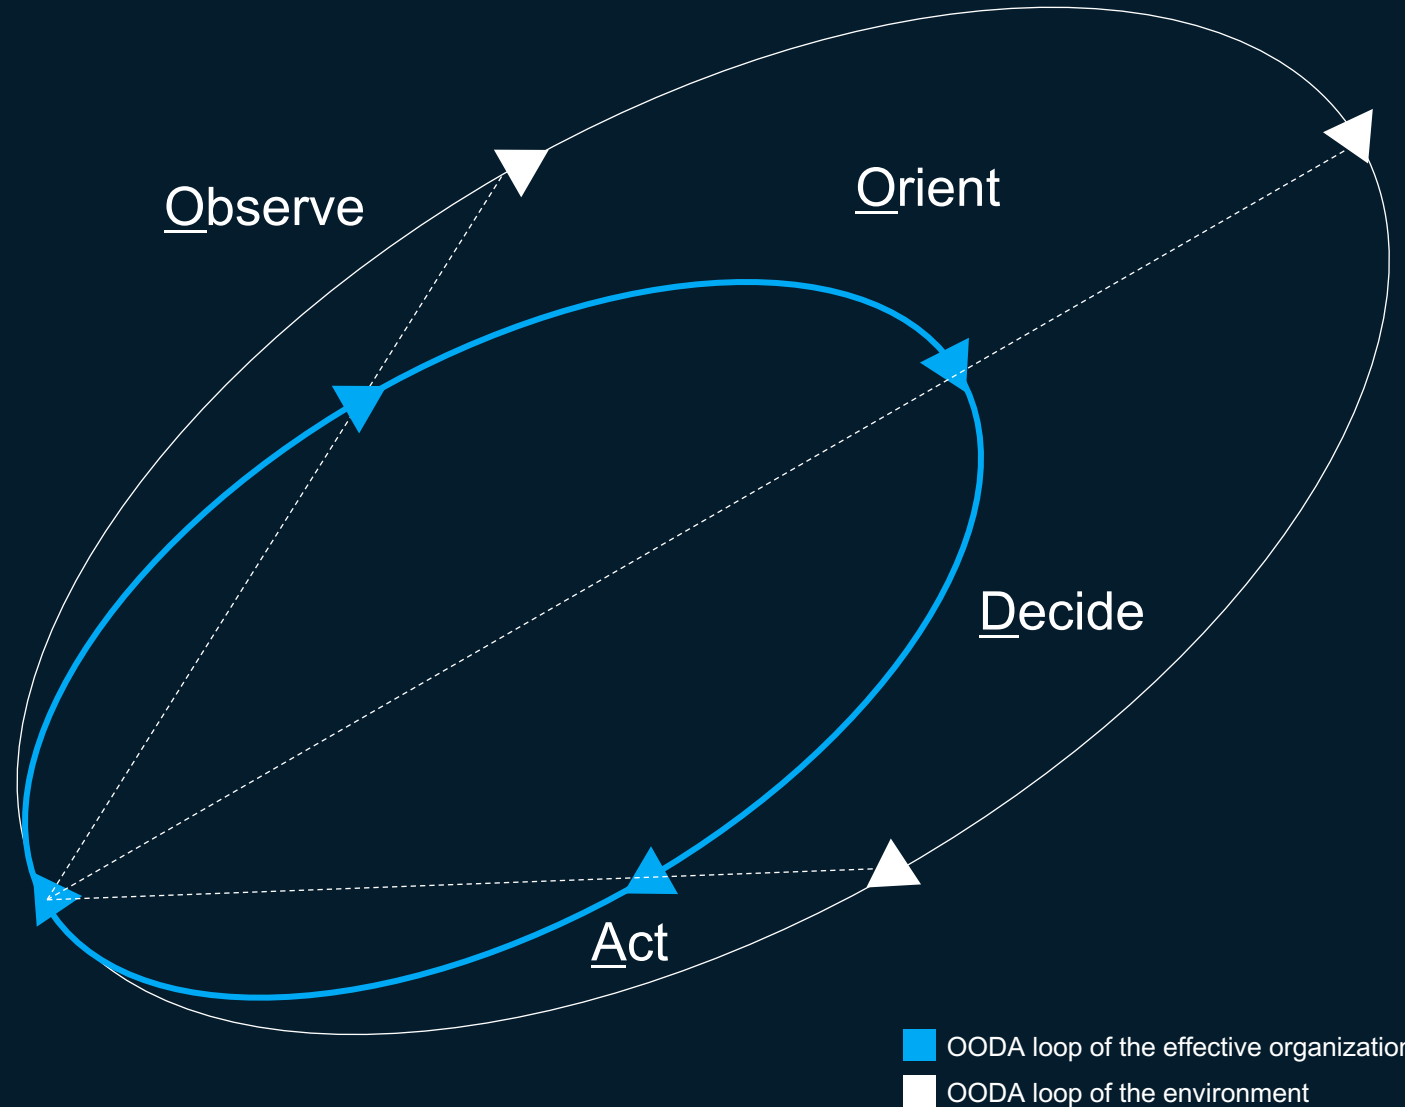 Observe
Orient
Decide
Act
OODA loop of the effective organization
OODA loop of the environment